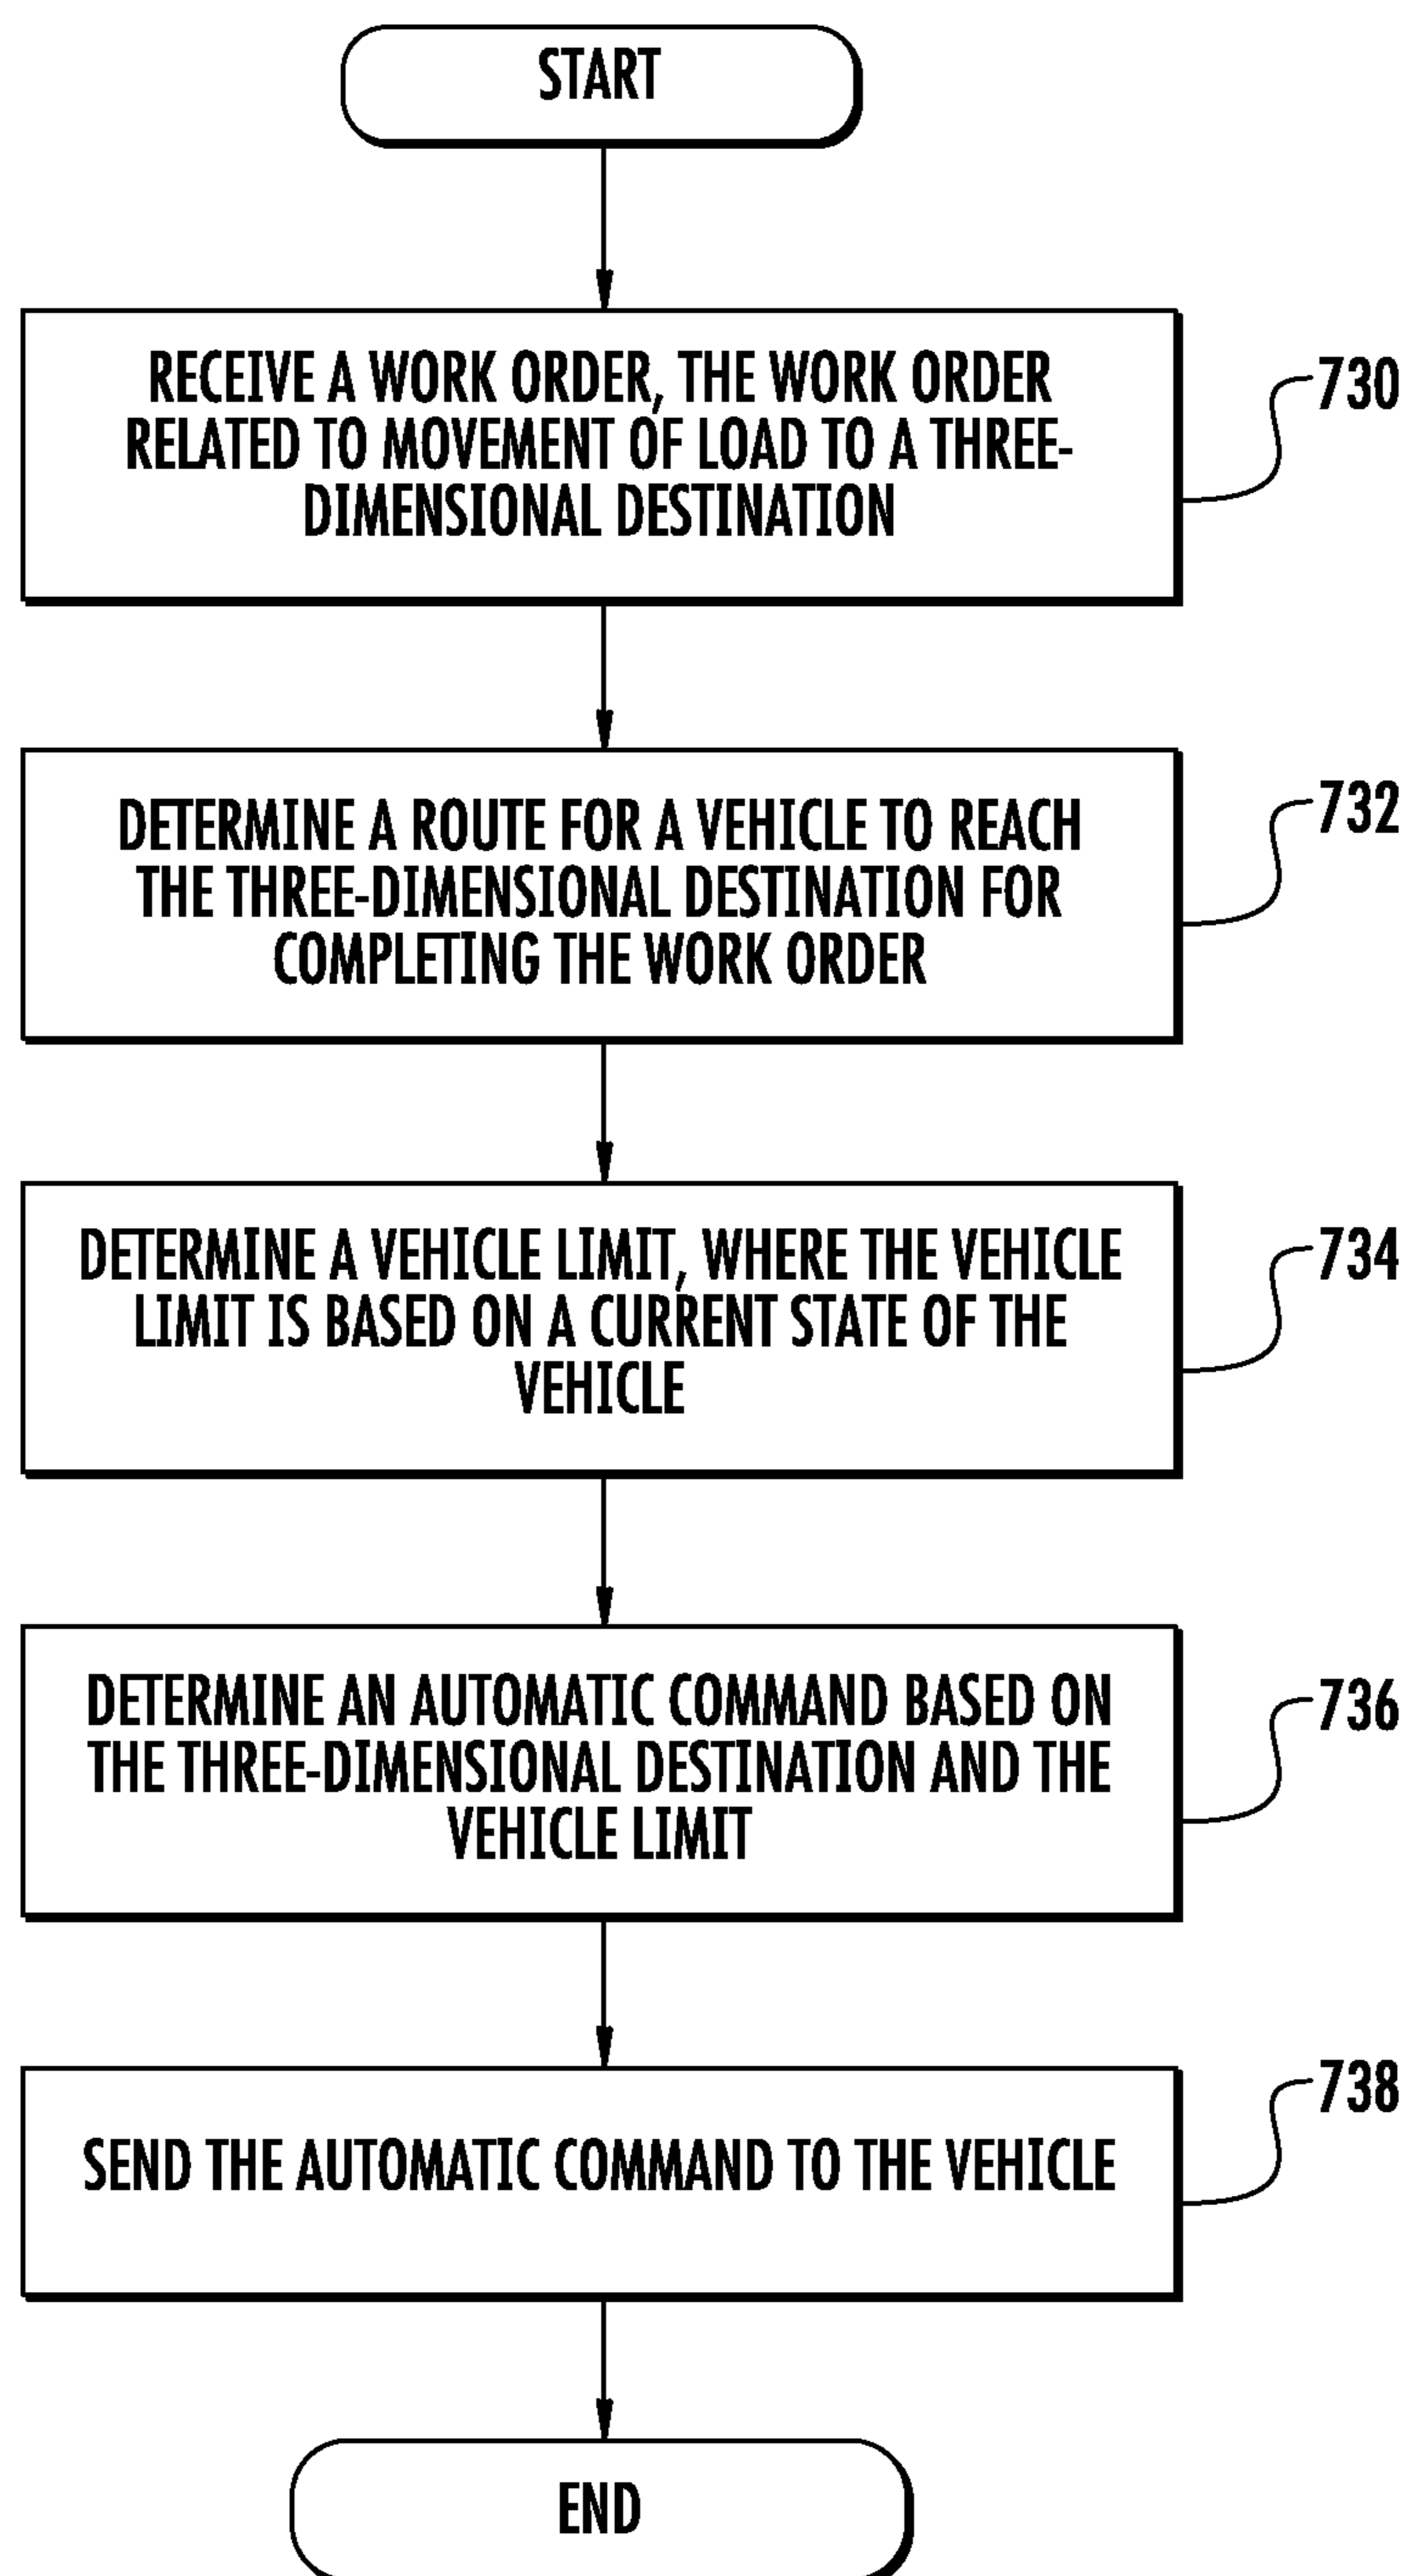 START
RECEIVE A WORK ORDER, THE WORK ORDER
RELATED TO MOVEMENT OF LOAD TO A THREE-
DIMENSIONAL DESTINATION
730
DETERMINE A ROUTE FOR A VEHICLE TO REACH
THE THREE-DIMENSIONAL DESTINATION FOR
COMPLETING THE WORK ORDER
732
DETERMINE A VEHICLE LIMIT, WHERE THE VEHICLE
LIMIT IS BASED ON A CURRENT STATE OF THE
VEHICLE
734
DETERMINE AN AUTOMATIC COMMAND BASED ON
THE THREE-DIMENSIONAL DESTINATION AND THE
VEHICLE LIMIT
736
SEND THE AUTOMATIC COMMAND TO THE VEHICLE
738
END